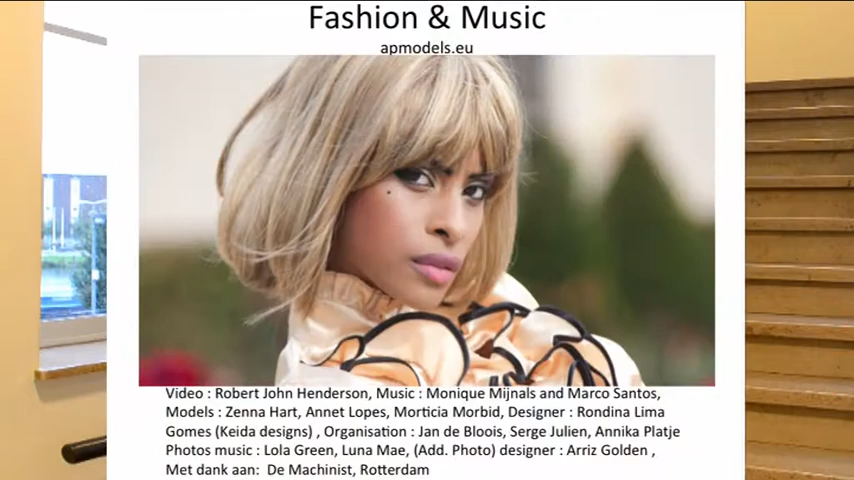 Fashion & Music
apmodels.eu
Video : Robert John Henderson, Music : Monique Mijnals and Marco Santos,
Models : Zenna Hart, Annet Lopes, Morticia Morbid, Designer : Rondina Lima
Gomes (Keida designs) , Organisation : Jan de Bloois, Serge Julien, Annika Platje
Photos music : Lola Green, Luna Mae, (Add. Photo) designer : Arriz Golden ,
Met dank aan:  De Machinist, Rotterdam